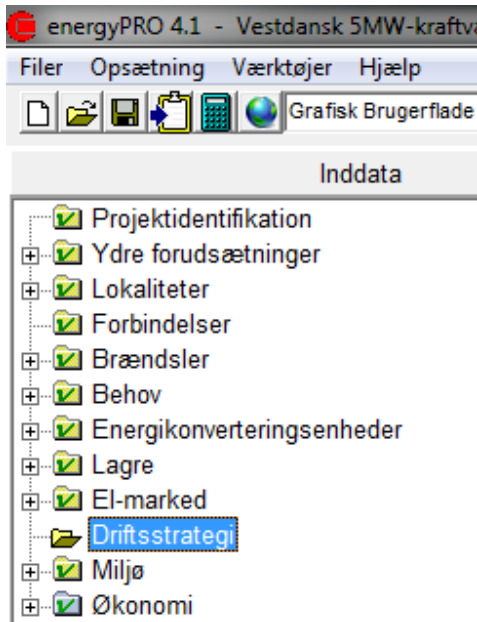 energyPRO 4.1 - Vestdansk 5MW-kraftva
Filer Opsætning Værktøjer Hjælp
Grafisk Brugerflade
Inddata
Projektidentifikation
Ydre forudsætninger
Lokaliteter
Forbindelser
Brændsler
Behov
Energikonverteringsenheder
Lagre
El-marked
Driftsstrategi
Miljø
Økonomi